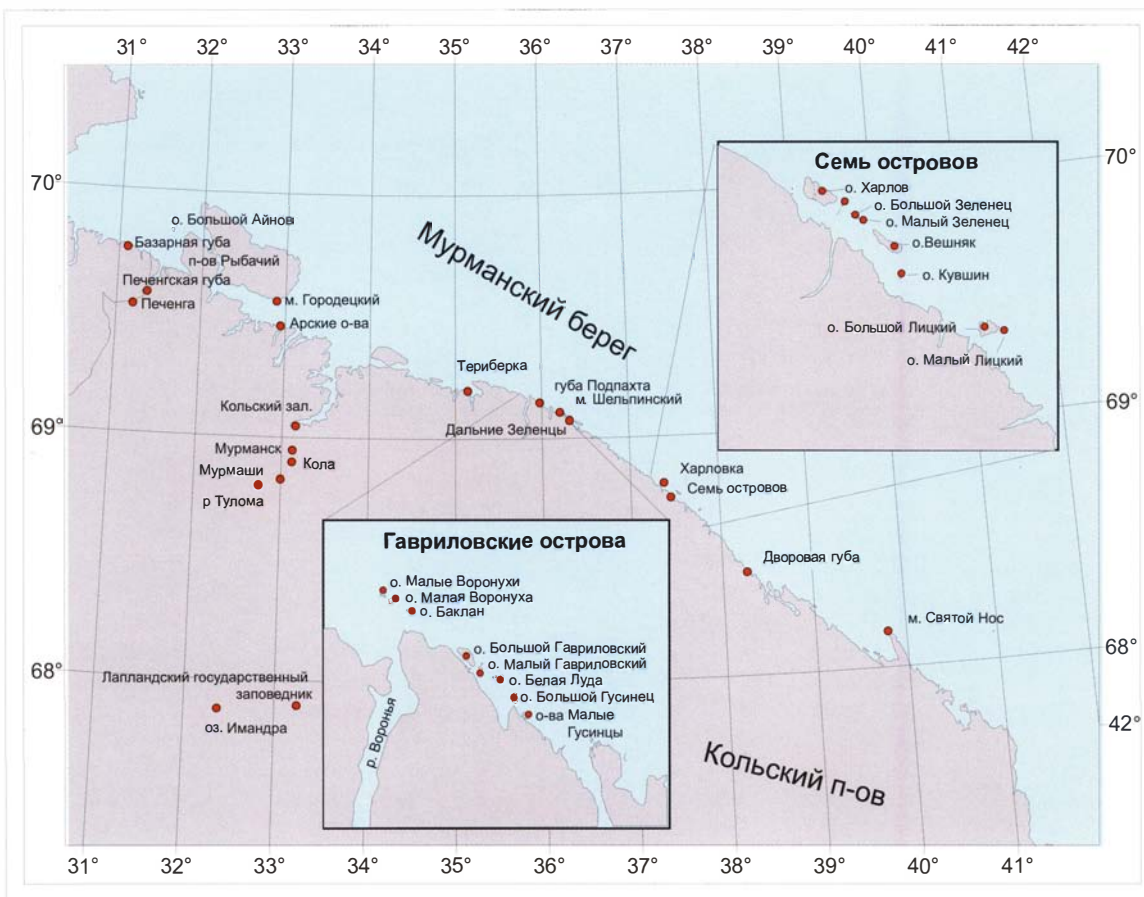 31° 32° 33° 34° 35° 36° 37° 38° 39° 40° 41° 42°
70°
69°
68°
70°
69°
68°
42°
о. Большой Айнов
Базарная губа
п-ов Рыбачий
Печенгская губа
Печенга
м. Городецкий
Арские о-ва
Мурманский берег
Териберка
губа Подпахта
м. Шельпинский
Дальние Зеленцы
Кольский зал.
Мурманск
Кола
Мурмаши
р Тулома
Харловка
Семь островов
Дворовая губа
м. Святой Нос
Лапландский государственный
заповедник
оз. Имандра
Кольский п-ов
Семь островов
о. Харлов
о. Большой Зеленец
о. Малый Зеленец
о.Вешняк
о. Кувшин
о. Большой Лицкий
о. Малый Лицкий
Гавриловские острова
о. Малые Воронухи
о. Малая Воронуха
о. Баклан
о. Большой Гавриловский
о. Малый Гавриловский
о. Белая Луда
о. Большой Гусинец
о-ва Малые
Гусинцы
р. Воронья
31° 32° 33° 34° 35° 36° 37° 38° 39° 40° 41°